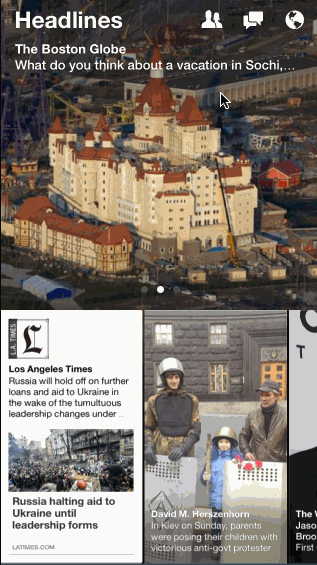 Headlines
The Boston Globe
What do you think about a vacation in Sochi,...
L.A. TIMES
L
Los Angeles Times
Russia will hold off on further
loans and aid to Ukraine in
the wake of the tumultuous
leadership changes under ...
Russia halting aid to
Ukraine until
leadership forms
LATIMES.COM
David M. Herszenhorn
In Kiev on Sunday, parents
were posing their children with
victorious anti-govt protester
T
The W
Jaso
Broo
First